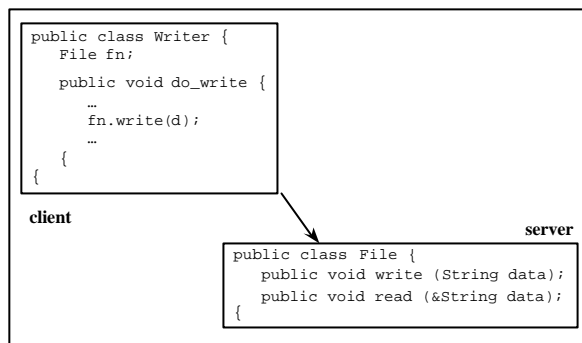 public class Writer {
File fn;
public void do_write {
…
fn.write(d);
…
{
{
client
server
public class File {
public void write (String data);
public void read (&String data);
{